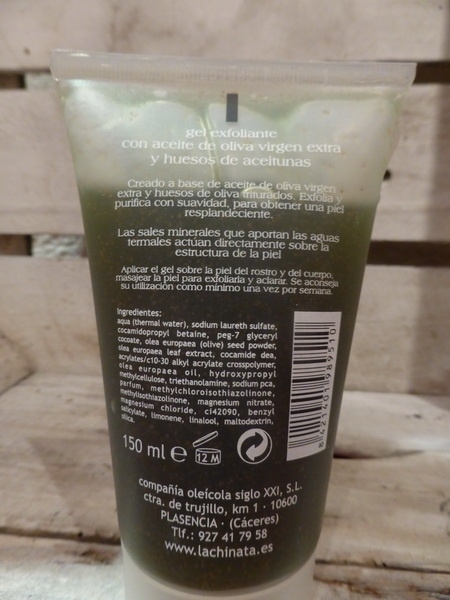 gel exfoliante
con aceite de oliva virgen extra
y huesos de aceitunas
Creado a base de aceite de oliva virgen
extra y huesos de oliva triturados. Exfolia y
purifica con suavidad, para obtener una piel
resplandeciente.
Las sales minerales que aportan las aguas
termales actúan directamente sobre la
estructura de la piel
Aplicar el gel sobre la piel del rostro y del cuerpo,
masajear la piel para exfoliarla y aclarar. Se aconseja
su utilización como mínimo una vez por semana.
Ingredientes:
aqua (thermal water), sodium laureth sulfate,
cocamidopropyl betaine, peg-7 glyceryl
cocoate, olea europaea (olive) seed powder,
olea europaea leaf extract, cocamide dea,
acrylates/c10-30 alkyl acrylate crosspolymer,
olea europaea oil, hydroxypropyl
methylcellulose, triethanolamine, sodium pca,
parfum, methylchloroisothiazolinone,
methylisothiazolinone, magnesium nitrate,
magnesium chloride, ci42090, benzyl
salicylate, limonene, linalool, maltodextrin,
silica.
150 ml e
12 M
compañía oleícola siglo XXI, S.L.
ctra. de trujillo, km 1 · 10600
PLASENCIA · (Cáceres)
Tlf.: 927 41 79 58
www.lachinata.es